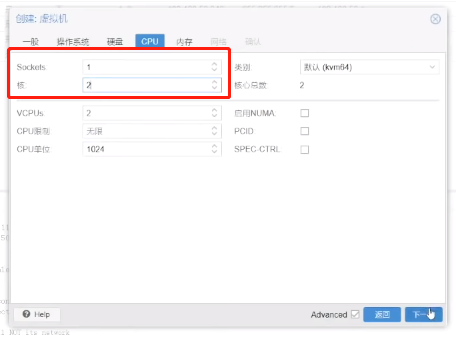 创建: 虚拟机
一般 操作系统 硬盘 CPU 内存 网络 确认
Sockets: 1 类别: 默认 (kvm64)
核: 2 核心总数: 2
VCPUs: 2 启用NUMA:
CPU限制: 无限 PCID:
CPU单位: 1024 SPEC-CTRL:
Help Advanced 返回 下一
: NOT its network